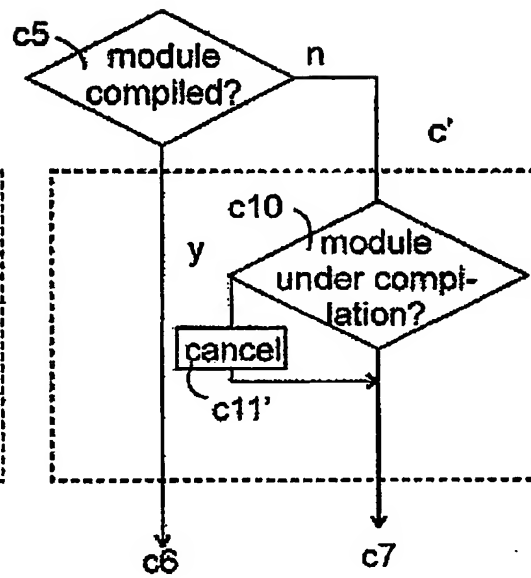 c5
module
compiled?
n
c'
c10
y
module
under compi-
lation?
cancel
c11'
c6
c7